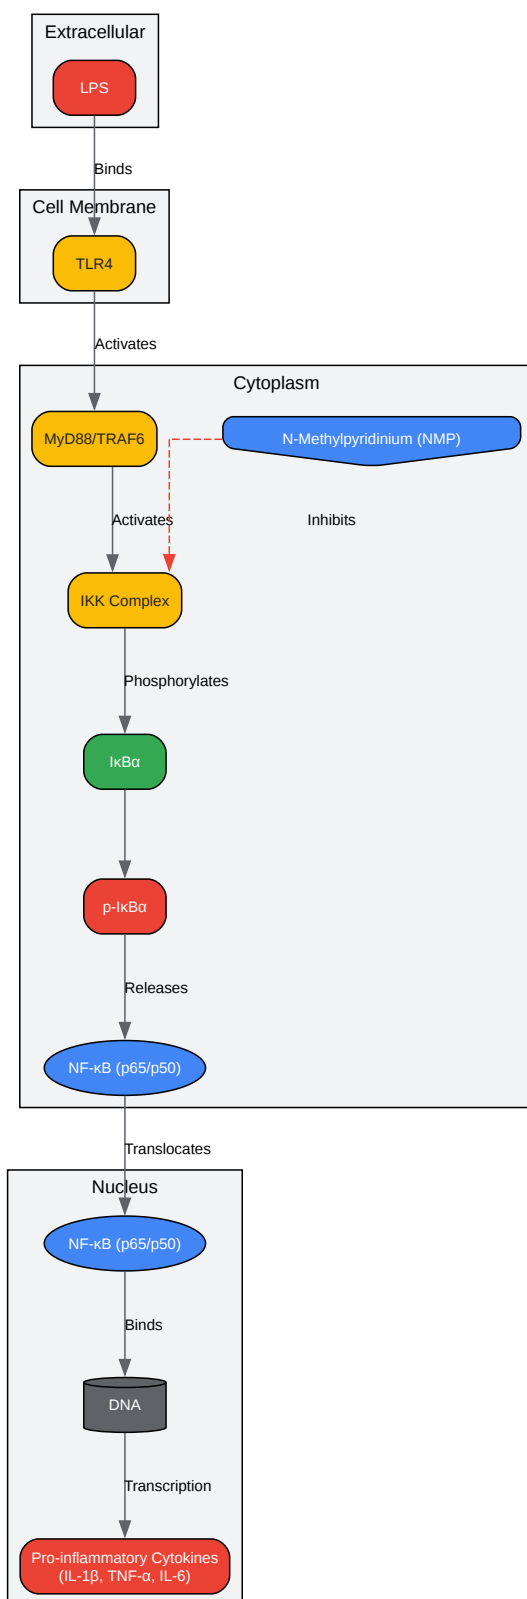 Extracellular
LPS
Binds
Cell Membrane
TLR4
Activates
Cytoplasm
MyD88/TRAF6
N-Methylpyridinium (NMP)
Activates
Inhibits
IKK Complex
Phosphorylates
IκBα
p-IκBα
Releases
NF-κB (p65/p50)
Translocates
Nucleus
NF-κB (p65/p50)
Binds
DNA
Transcription
Pro-inflammatory Cytokines
(IL-1β, TNF-α, IL-6)